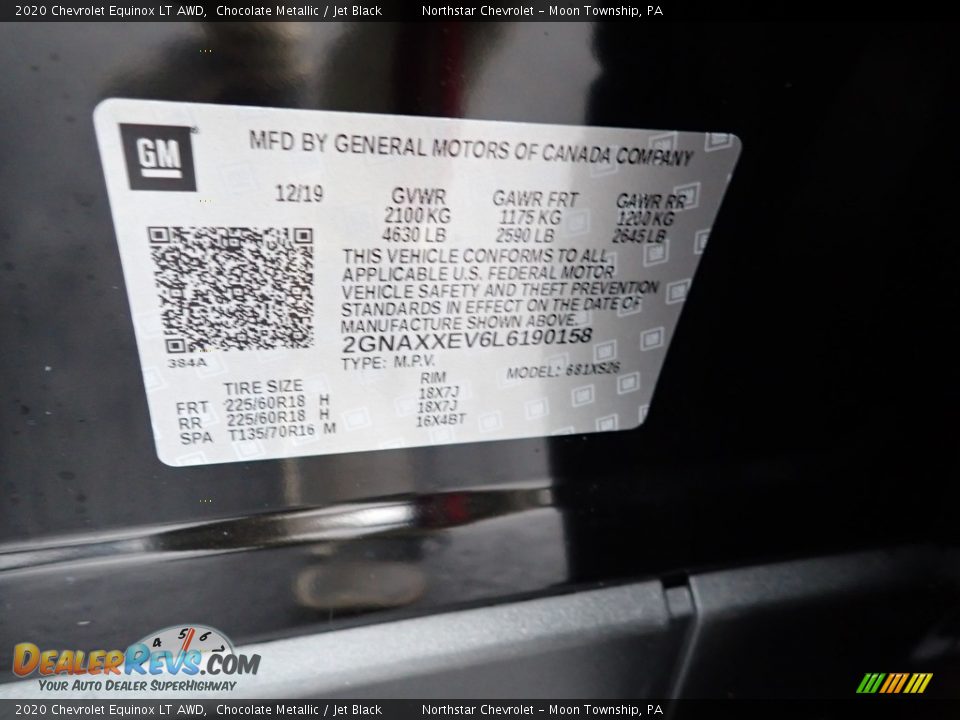 2020 Chevrolet Equinox LT AWD, Chocolate Metallic / Jet Black Northstar Chevrolet - Moon Township, PA
GM
MFD BY GENERAL MOTORS OF CANADA COMPANY
12/19 GVWR GAWR FRT GAWR RR
2100 KG 1175 KG 1200 KG
4630 LB 2590 LB 2645 LB
THIS VEHICLE CONFORMS TO ALL
APPLICABLE U.S. FEDERAL MOTOR
VEHICLE SAFETY AND THEFT PREVENTION
STANDARDS IN EFFECT ON THE DATE OF
MANUFACTURE SHOWN ABOVE.
2GNAXXEV6L6190158
384A TYPE: M.P.V. MODEL: 681XS26
TIRE SIZE RIM
FRT 225/60R18 H 18X7J
RR 225/60R18 H 18X7J
SPA T135/70R16 M 16X4BT
4 5 6
DEALERREVS.COM
YOUR AUTO DEALER SUPERHIGHWAY
2020 Chevrolet Equinox LT AWD, Chocolate Metallic / Jet Black Northstar Chevrolet - Moon Township, PA